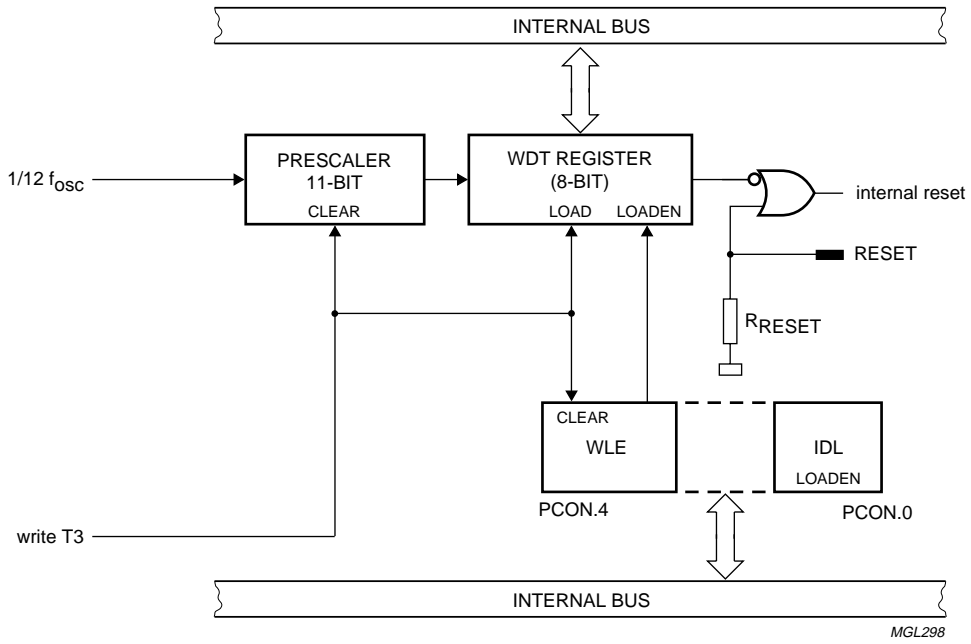 INTERNAL BUS
PRESCALER
11-BIT
CLEAR
WDT REGISTER
(8-BIT)
LOAD LOADEN
1/12 fosc
internal reset
RESET
RRESET
CLEAR
WLE
IDL
LOADEN
PCON.4
PCON.0
write T3
INTERNAL BUS
MGL298